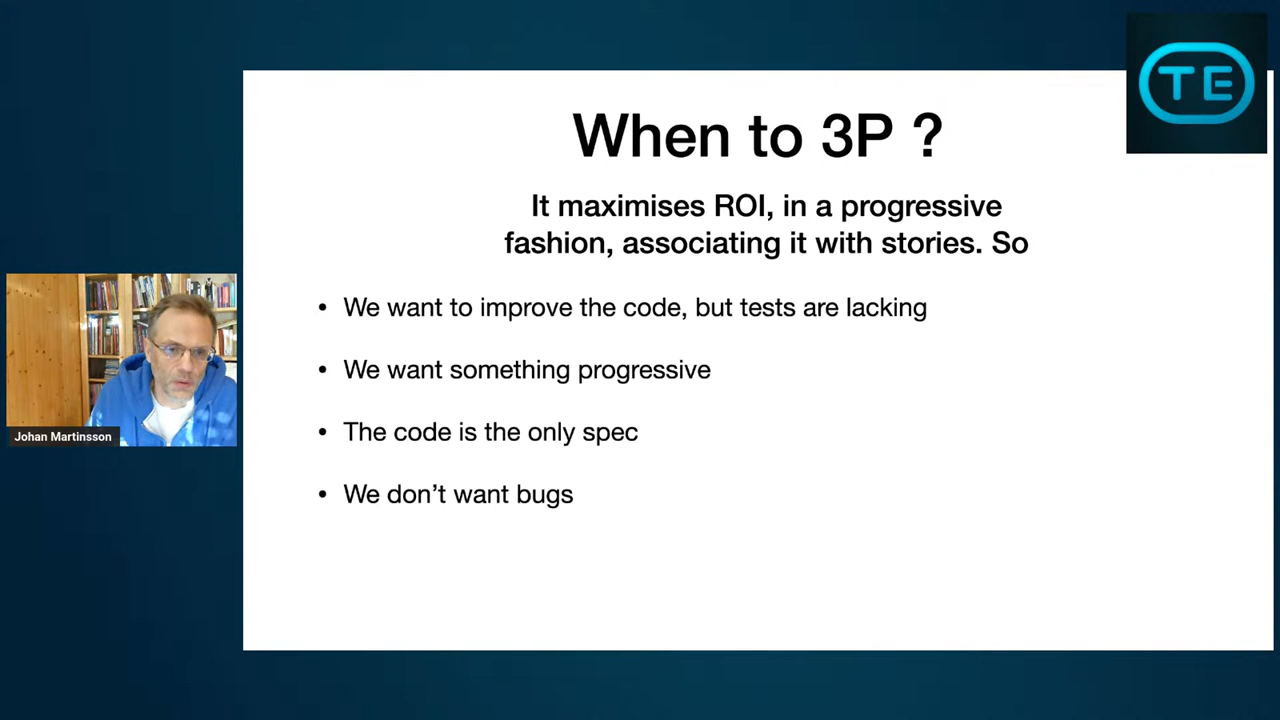 TE
When to 3P ?
It maximises ROI, in a progressive
fashion, associating it with stories. So
• We want to improve the code, but tests are lacking
• We want something progressive
• The code is the only spec
• We don’t want bugs
Johan Martinsson